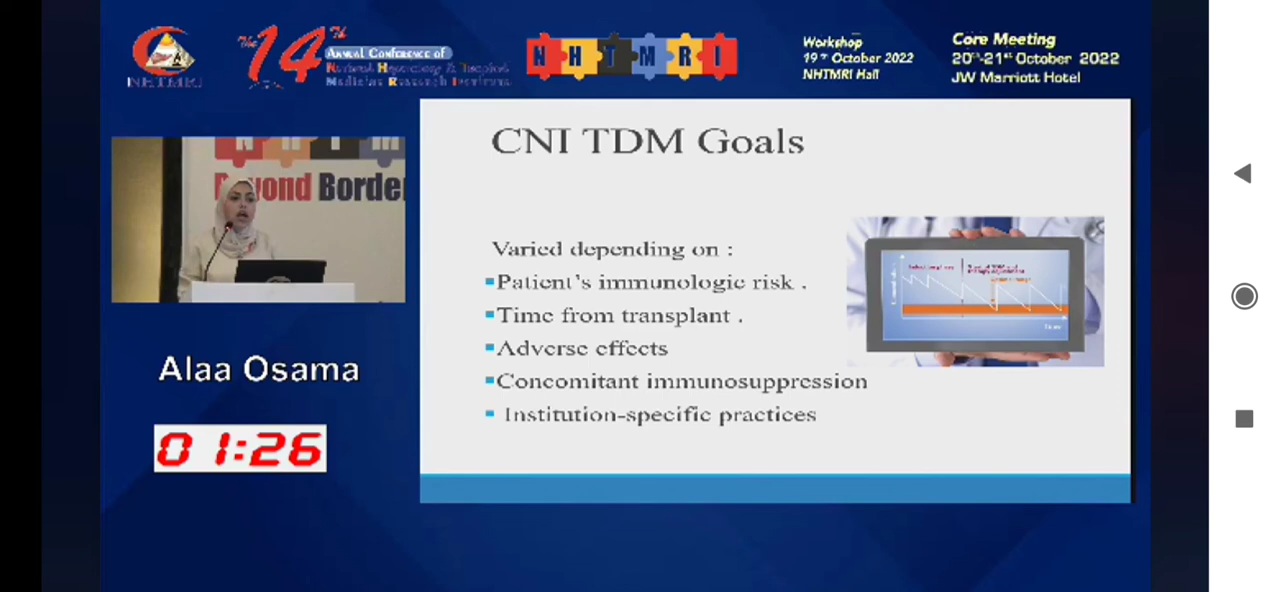 NHTMRI
The 14th
Annual Conference of
National Hepatology & Tropical
Medicine Research Institute
N H T M R I
Workshop
19th October 2022
NHTMRI Hall
Core Meeting
20th-21st October 2022
JW Marriott Hotel
N H T M
Beyond Border
Alaa Osama
01:26
CNI TDM Goals
Varied depending on :
Patient's immunologic risk .
Time from transplant .
Adverse effects
Concomitant immunosuppression
Institution-specific practices